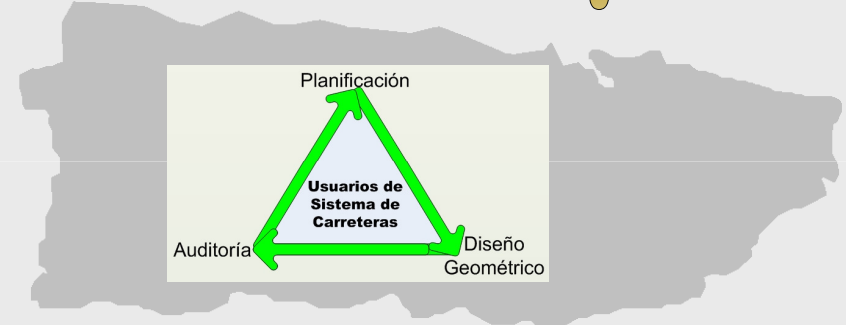 Planificación
Usuarios de
Sistema de
Carreteras
Auditoría
Diseño
Geométrico